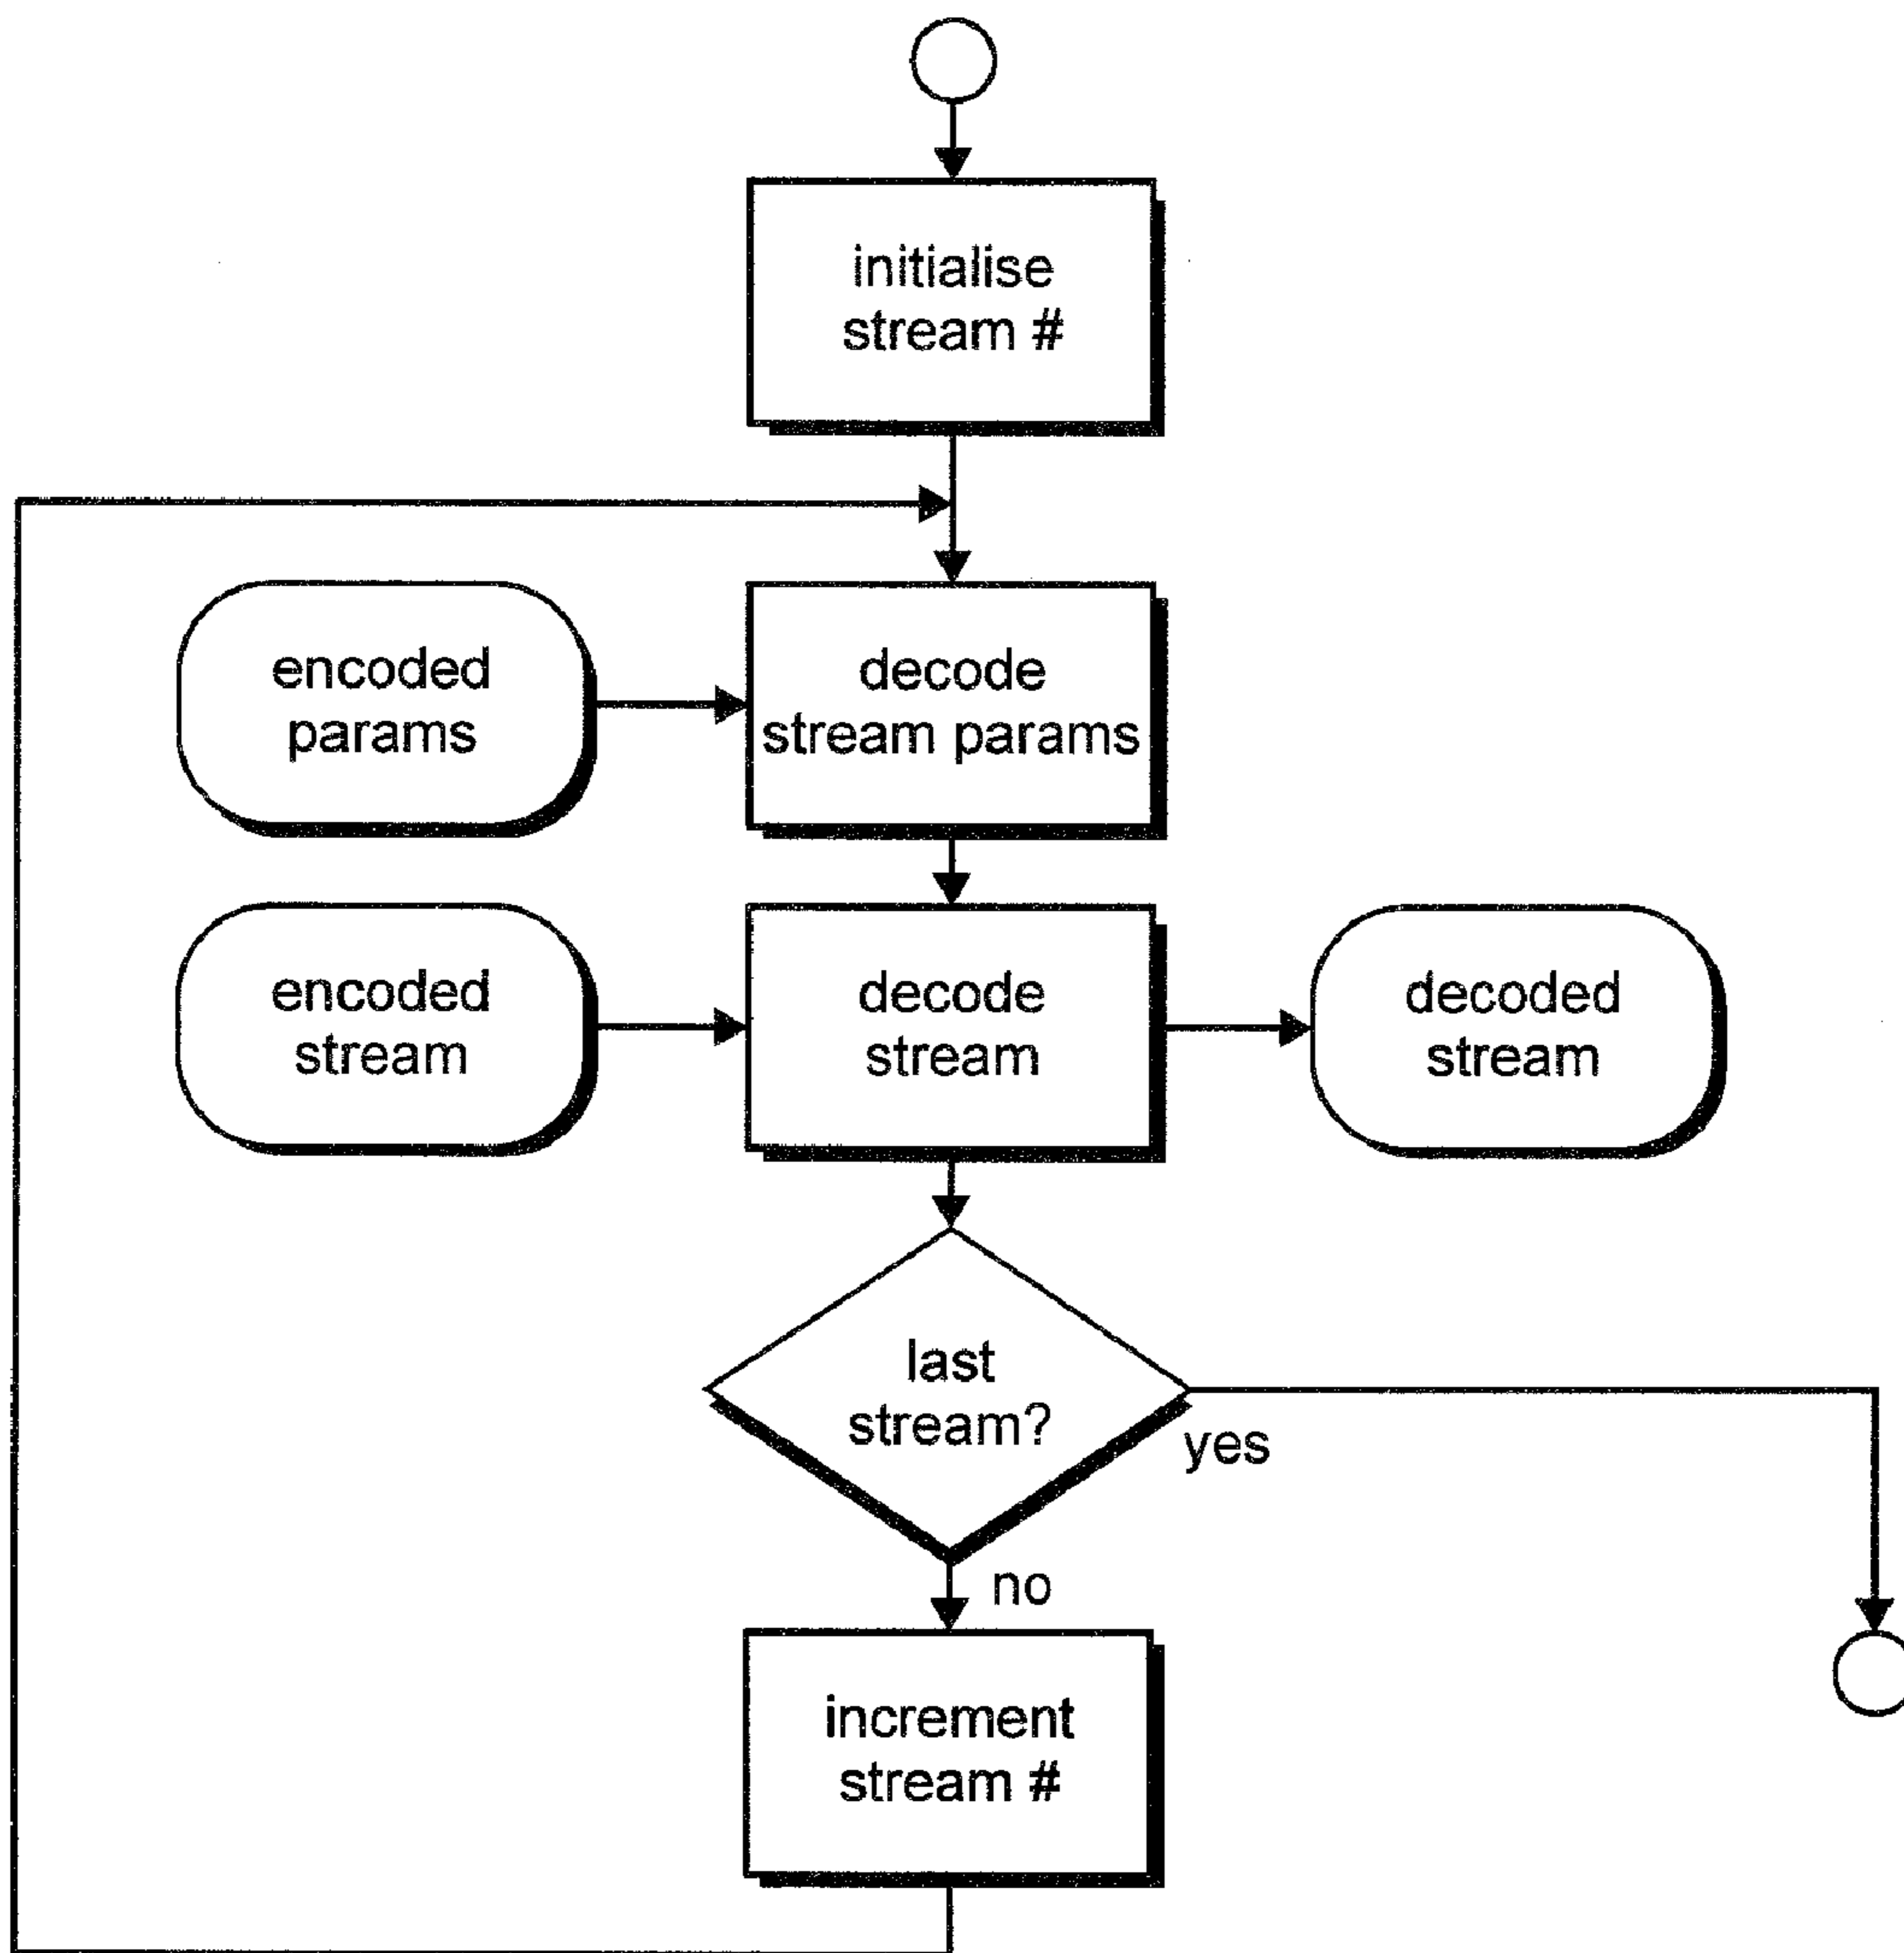 initialise
stream #
encoded
params
decode
stream params
encoded
stream
decode
stream
decoded
stream
last
stream?
yes
no
increment
stream #